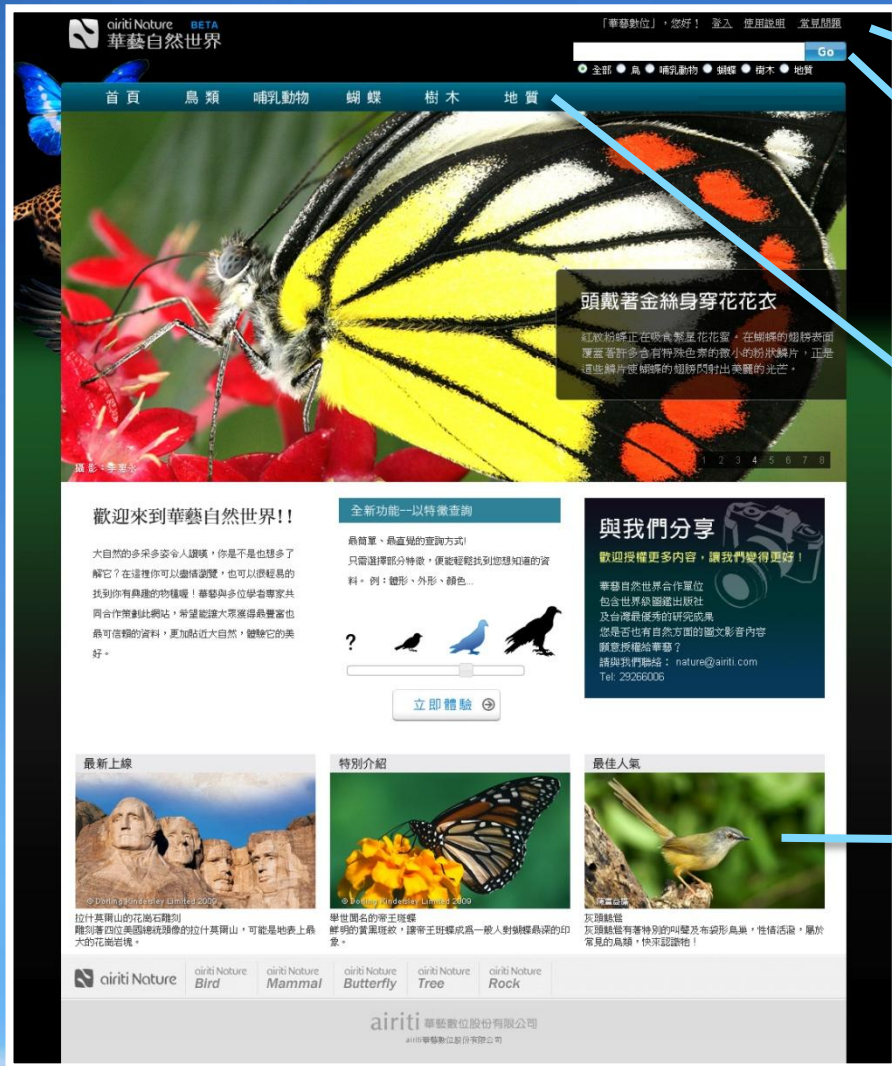 airiti Nature BETA
華藝自然世界
「華藝數位」,您好! 登入 使用說明 常見問題
Go
全部 鳥 哺乳動物 蝴蝶 樹木 地質
首頁 鳥類 哺乳動物 蝴蝶 樹木 地質
頭戴著金絲身穿花花衣
紅紋粉蝶正在吸食繁星花花蜜。在蝴蝶的翅膀表面
覆蓋著許多含有特殊色素的微小的粉狀鱗片,正是
這些鱗片使蝴蝶的翅膀閃射出美麗的光芒。
攝影:李惠永
1 2 3 4 5 6 7 8
歡迎來到華藝自然世界!!
大自然的多采多姿令人讚嘆,你是不是也想多了
解它?在這裡你可以盡情瀏覽,也可以很輕易的
找到你有興趣的物種喔!華藝與多位學者專家共
同合作策劃此網站,希望能讓大眾獲得最豐富也
最可信賴的資料,更加貼近大自然,體驗它的美
好。
全新功能--以特徵查詢
最簡單、最直覺的查詢方式!
只需選擇部分特徵,便能輕鬆找到您想知道的資
料。例:體形、外形、顏色...
?
立即體驗
與我們分享
歡迎授權更多內容,讓我們變得更好!
華藝自然世界合作單位
包含世界級圖鑑出版社
及台灣最優秀的研究成果
您是否也有自然方面的圖文影音內容
願意授權給華藝?
請與我們聯絡: nature@airiti.com
Tel: 29266006
最新上線
© Dorling Kindersley Limited 2009
拉什莫爾山的花崗石雕刻
雕刻著四位美國總統頭像的拉什莫爾山,可能是地表上最
大的花崗岩塊。
特別介紹
© Dorling Kindersley Limited 2009
舉世聞名的帝王斑蝶
鮮明的黃黑斑紋,讓帝王斑蝶成為一般人對蝴蝶最深的印
象。
最佳人氣
灰頭鷦鶯
灰頭鷦鶯有著特別的叫聲及布袋形鳥巢,性情活潑,屬於
常見的鳥類,快來認識牠!
airiti Nature
airiti Nature Bird
airiti Nature Mammal
airiti Nature Butterfly
airiti Nature Tree
airiti Nature Rock
airiti 華藝數位股份有限公司
airiti華藝數位股份有限公司